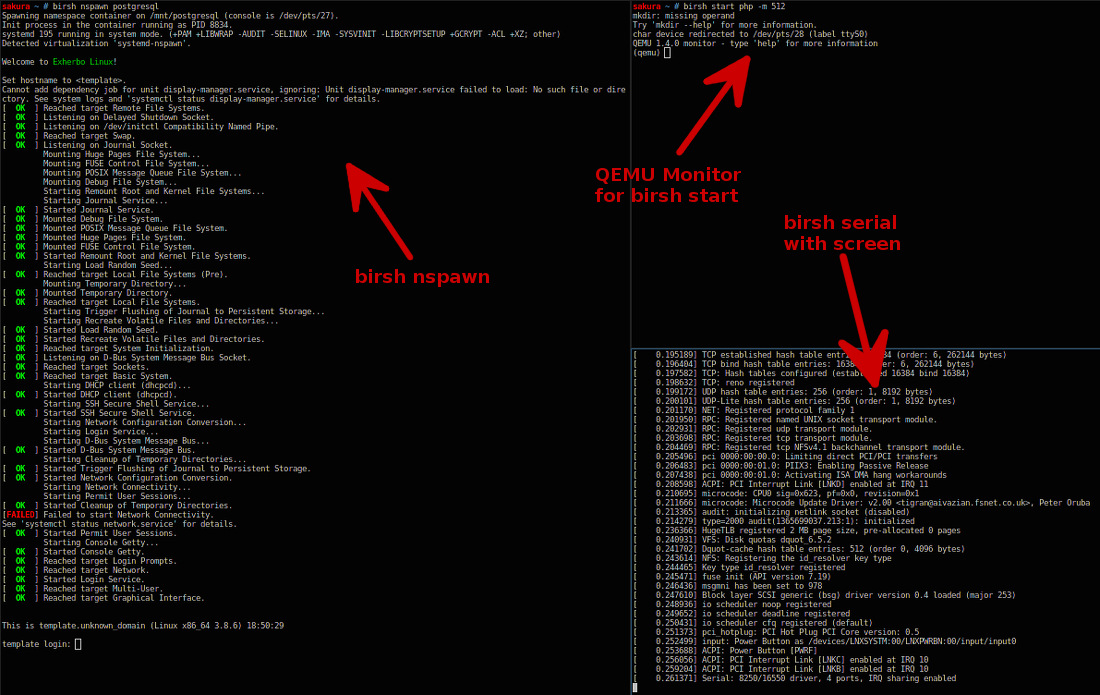 sakura ~ # birsh nspawn postgresql
Spawning namespace container on /mnt/postgresql (console is /dev/pts/27).
Init process in the container running as PID 8834.
systemd 195 running in system mode. (+PAM +LIBWRAP -AUDIT -SELINUX -IMA -SYSVINIT -LIBCRYPTSETUP +GCRYPT -ACL +XZ; other)
Detected virtualization 'systemd-nspawn'.
Welcome to Exherbo Linux!
Set hostname to <template>.
Cannot add dependency job for unit display-manager.service, ignoring: Unit display-manager.service failed to load: No such file or dire
ctory. See system logs and 'systemctl status display-manager.service' for details.
[  OK  ] Reached target Remote File Systems.
[  OK  ] Listening on Delayed Shutdown Socket.
[  OK  ] Listening on /dev/initctl Compatibility Named Pipe.
[  OK  ] Reached target Swap.
[  OK  ] Listening on Journal Socket.
Mounting Huge Pages File System...
Mounting FUSE Control File System...
Mounting POSIX Message Queue File System...
Mounting Debug File System...
Starting Remount Root and Kernel File Systems...
Starting Journal Service...
[  OK  ] Started Journal Service.
[  OK  ] Mounted Debug File System.
[  OK  ] Mounted POSIX Message Queue File System.
[  OK  ] Mounted Huge Pages File System.
[  OK  ] Mounted FUSE Control File System.
[  OK  ] Started Remount Root and Kernel File Systems.
Starting Load Random Seed...
[  OK  ] Reached target Local File Systems (Pre).
Mounting Temporary Directory...
[  OK  ] Mounted Temporary Directory.
[  OK  ] Reached target Local File Systems.
Starting Trigger Flushing of Journal to Persistent Storage...
Starting Recreate Volatile Files and Directories...
[  OK  ] Started Load Random Seed.
[  OK  ] Started Recreate Volatile Files and Directories.
[  OK  ] Reached target System Initialization.
[  OK  ] Listening on D-Bus System Message Bus Socket.
[  OK  ] Reached target Sockets.
[  OK  ] Reached target Basic System.
Starting DHCP client (dhcpcd)...
[  OK  ] Started DHCP client (dhcpcd).
Starting SSH Secure Shell Service...
[  OK  ] Started SSH Secure Shell Service.
Starting Network Configuration Conversion...
Starting Login Service...
Starting D-Bus System Message Bus...
[  OK  ] Started D-Bus System Message Bus.
Starting Cleanup of Temporary Directories...
[  OK  ] Started Trigger Flushing of Journal to Persistent Storage.
[  OK  ] Started Network Configuration Conversion.
Starting Network Connectivity...
Starting Permit User Sessions...
[  OK  ] Started Cleanup of Temporary Directories.
[FAILED] Failed to start Network Connectivity.
See 'systemctl status network.service' for details.
[  OK  ] Started Permit User Sessions.
Starting Console Getty...
[  OK  ] Started Console Getty.
[  OK  ] Reached target Login Prompts.
[  OK  ] Reached target Network.
[  OK  ] Started Login Service.
[  OK  ] Reached target Multi-User.
[  OK  ] Reached target Graphical Interface.
This is template.unknown_domain (Linux x86_64 3.8.6) 18:50:29
template login:
birsh nspawn
sakura ~ # birsh start php -m 512
mkdir: missing operand
Try 'mkdir --help' for more information.
char device redirected to /dev/pts/28 (label ttyS0)
QEMU 1.4.0 monitor - type 'help' for more information
(qemu)
QEMU Monitor
for birsh start
birsh serial
with screen
[    0.195189] TCP established hash table (order: 6, 262144 bytes)
[    0.196404] TCP bind hash table entries: 6, 262144 bytes)
[    0.197582] TCP: Hash tables configured 16384 bind 16384)
[    0.198632] TCP: reno registered
[    0.199172] UDP hash table entries: 256 (order: 1, 8192 bytes)
[    0.200101] UDP-Lite hash table entries: 256 (order: 1, 8192 bytes)
[    0.201170] NET: Registered protocol family 1
[    0.201950] RPC: Registered named UNIX socket transport module.
[    0.202931] RPC: Registered udp transport module.
[    0.203698] RPC: Registered tcp transport module.
[    0.204469] RPC: Registered tcp NFSv4.1 backchannel transport module.
[    0.205496] pci 0000:00:00.0: Limiting direct PCI/PCI transfers
[    0.206483] pci 0000:00:01.0: PIIX3: Enabling Passive Release
[    0.207438] pci 0000:00:01.0: Activating ISA DMA hang workarounds
[    0.208598] ACPI: PCI Interrupt Link [LNKD] enabled at IRQ 11
[    0.210695] microcode: CPU0 sig=0x623, pf=0x0, revision=0x1
[    0.211666] microcode: Microcode Update Driver: v2.00 <tigran@aivazian.fsnet.co.uk>, Peter Oruba
[    0.213365] audit: initializing netlink socket (disabled)
[    0.214279] type=2000 audit(1365699037.213:1): initialized
[    0.236366] HugeTLB registered 2 MB page size, pre-allocated 0 pages
[    0.240931] VFS: Disk quotas dquot_6.5.2
[    0.241702] Dquot-cache hash table entries: 512 (order 0, 4096 bytes)
[    0.243614] NFS: Registering the id_resolver key type
[    0.244465] Key type id_resolver registered
[    0.245471] fuse init (API version 7.19)
[    0.246436] msgmni has been set to 978
[    0.247610] Block layer SCSI generic (bsg) driver version 0.4 loaded (major 253)
[    0.248936] io scheduler noop registered
[    0.249652] io scheduler deadline registered
[    0.250431] io scheduler cfq registered (default)
[    0.251373] pci_hotplug: PCI Hot Plug PCI Core version: 0.5
[    0.252499] input: Power Button as /devices/LNXSYSTM:00/LNXPWRBN:00/input/input0
[    0.253688] ACPI: Power Button [PWRF]
[    0.256056] ACPI: PCI Interrupt Link [LNKC] enabled at IRQ 10
[    0.259204] ACPI: PCI Interrupt Link [LNKB] enabled at IRQ 10
[    0.261371] Serial: 8250/16550 driver, 4 ports, IRQ sharing enabled